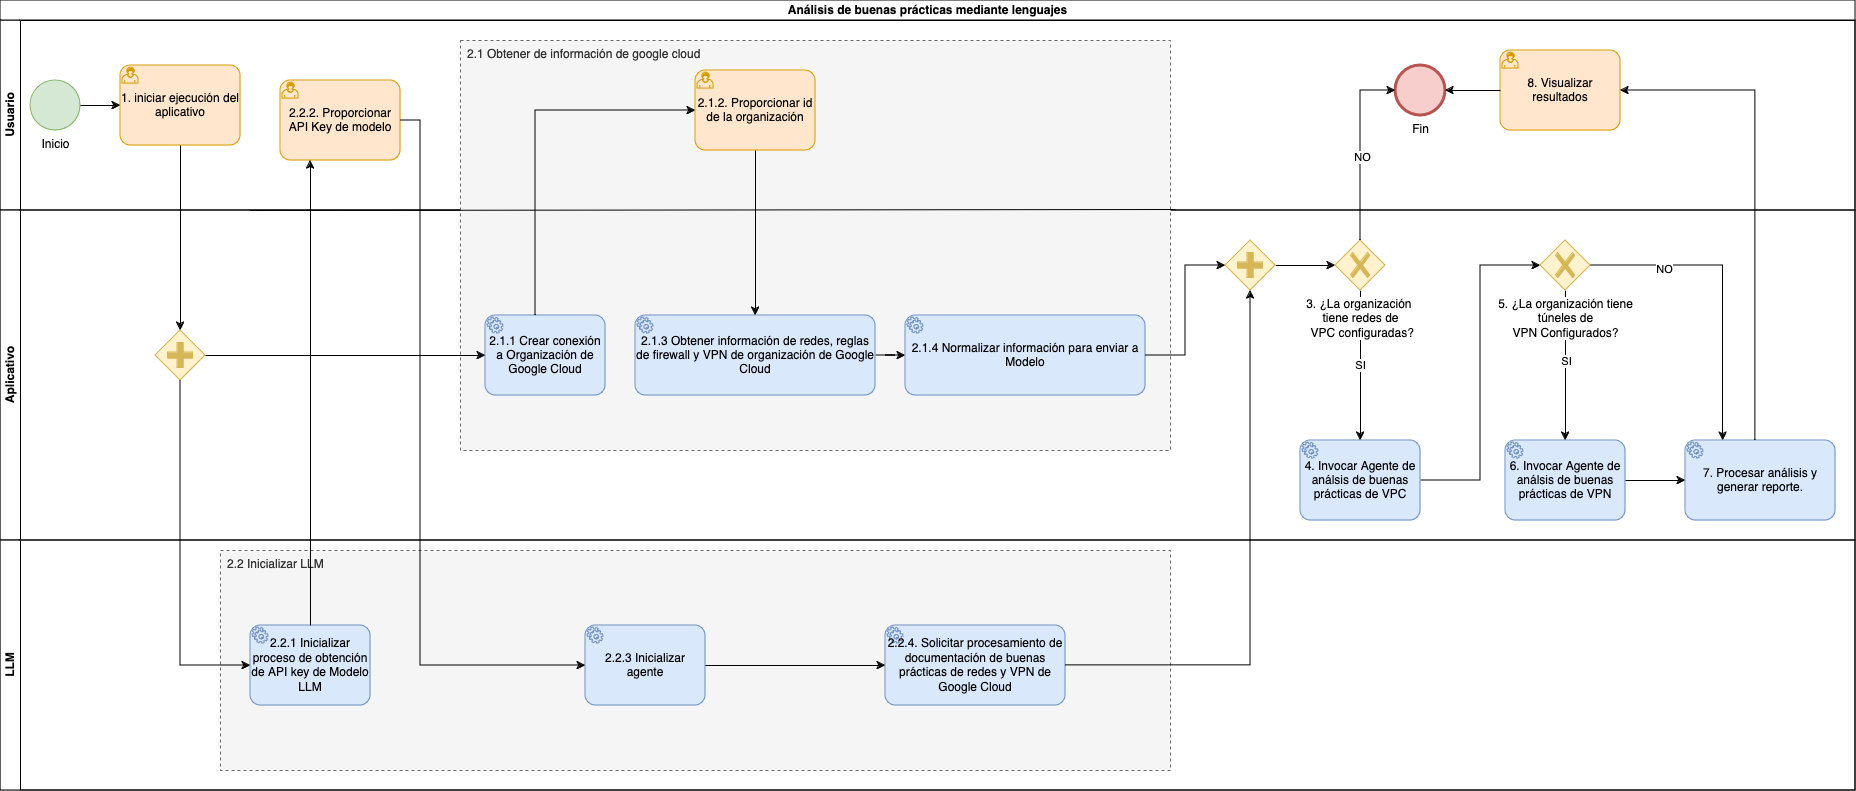 Análisis de buenas prácticas mediante lenguajes
Usuario
Inicio
1. iniciar ejecución del
aplicativo
2.2.2. Proporcionar
API Key de modelo
2.1 Obtener de información de google cloud
2.1.2. Proporcionar id
de la organización
NO
Fin
8. Visualizar
resultados
Aplicativo
2.1.1 Crear conexión
a Organización de
Google Cloud
2.1.3 Obtener información de redes, reglas
de firewall y VPN de organización de Google
Cloud
2.1.4 Normalizar información para enviar a
Modelo
3. ¿La organización
tiene redes de
VPC configuradas?
SI
4. Invocar Agente de
análsis de buenas
prácticas de VPC
5. ¿La organización tiene
túneles de
VPN Configurados?
NO
SI
6. Invocar Agente de
análsis de buenas
prácticas de VPN
7. Procesar análisis y
generar reporte.
LLM
2.2 Inicializar LLM
2.2.1 Inicializar
proceso de obtención
de API key de Modelo
LLM
2.2.3 Inicializar
agente
2.2.4. Solicitar procesamiento de
documentación de buenas
prácticas de redes y VPN de
Google Cloud